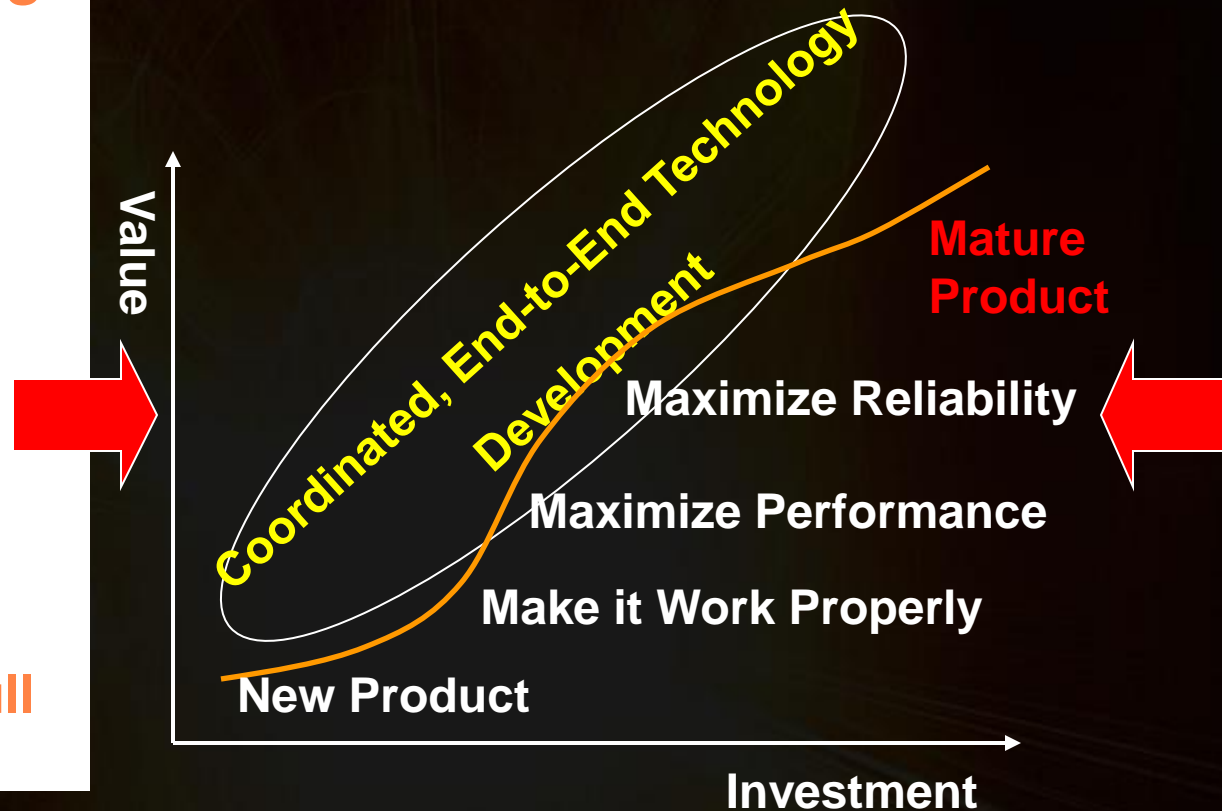 Coordinated, End-to-End Technology
Development
Value
Mature
Product
Maximize Reliability
Maximize Performance
Make it Work Properly
New Product
Investment